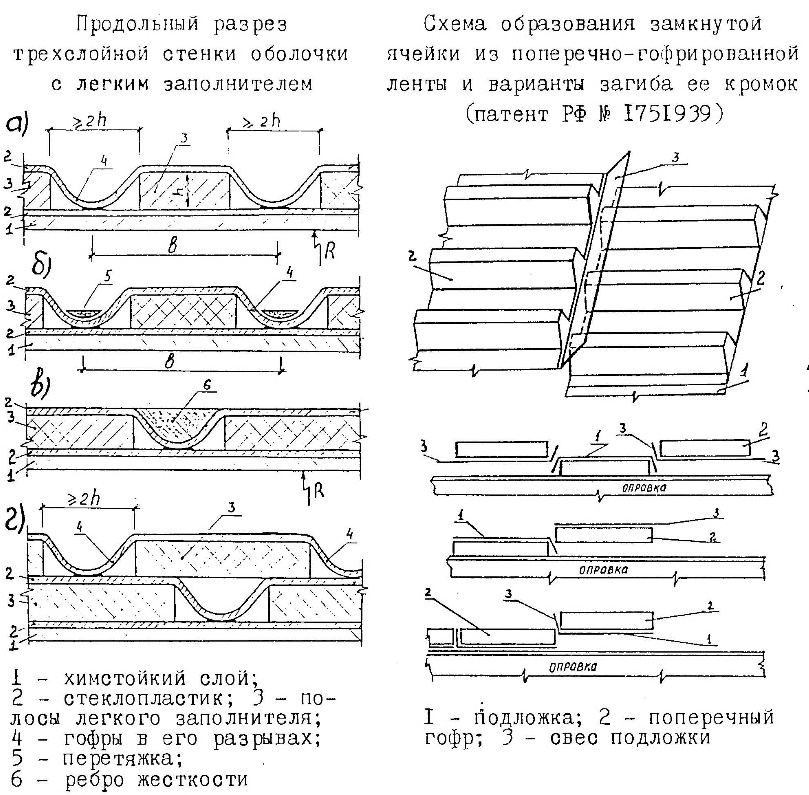 Продольный разрез
трехслойной стенки оболочки
с легким заполнителем
а)
≥2h
≥2h
2
4
3
3
h
2
1
в
R
б)
5
4
2
3
2
1
в
в)
6
2
3
2
1
R
г)
≥2h
3
4
4
2
3
2
1
1 - химстойкий слой;
2 - стеклопластик; 3 - по-
лосы легкого заполнителя;
4 - гофры в его разрывах;
5 - перетяжка;
6 - ребро жесткости
Схема образования замкнутой
ячейки из поперечно-гофрированной
ленты и варианты загиба ее кромок
(патент РФ № 1751939)
3
2
2
1
3
1
3
2
3
оправка
1
3
2
оправка
2
3
2
1
оправка
I - подложка; 2 - поперечный
гофр; 3 - свес подложки